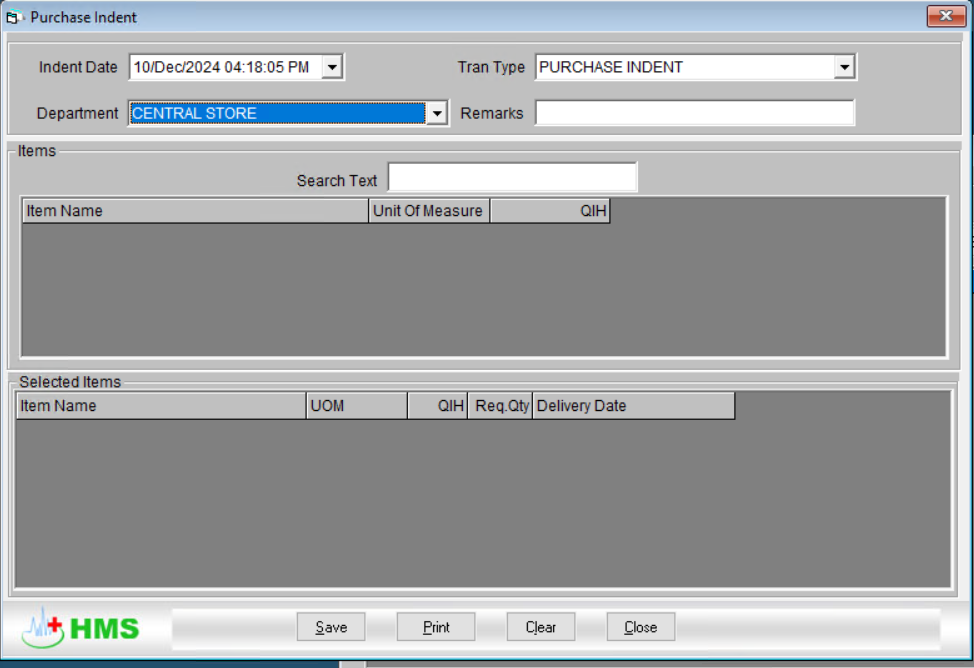 Purchase Indent
Indent Date 10/Dec/2024 04:18:05 PM Tran Type PURCHASE INDENT
Department CENTRAL STORE Remarks
Items
Search Text
Item Name Unit Of Measure QIH
Selected Items
Item Name UOM QIH Req.Qty Delivery Date
HMS Save Print Clear Close